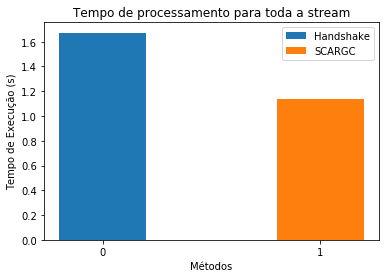 Tempo de processamento para toda a stream
Handshake
SCARGC
Tempo de Execução (s)
1.6
1.4
1.2
1.0
0.8
0.6
0.4
0.2
0.0
0
1
Métodos